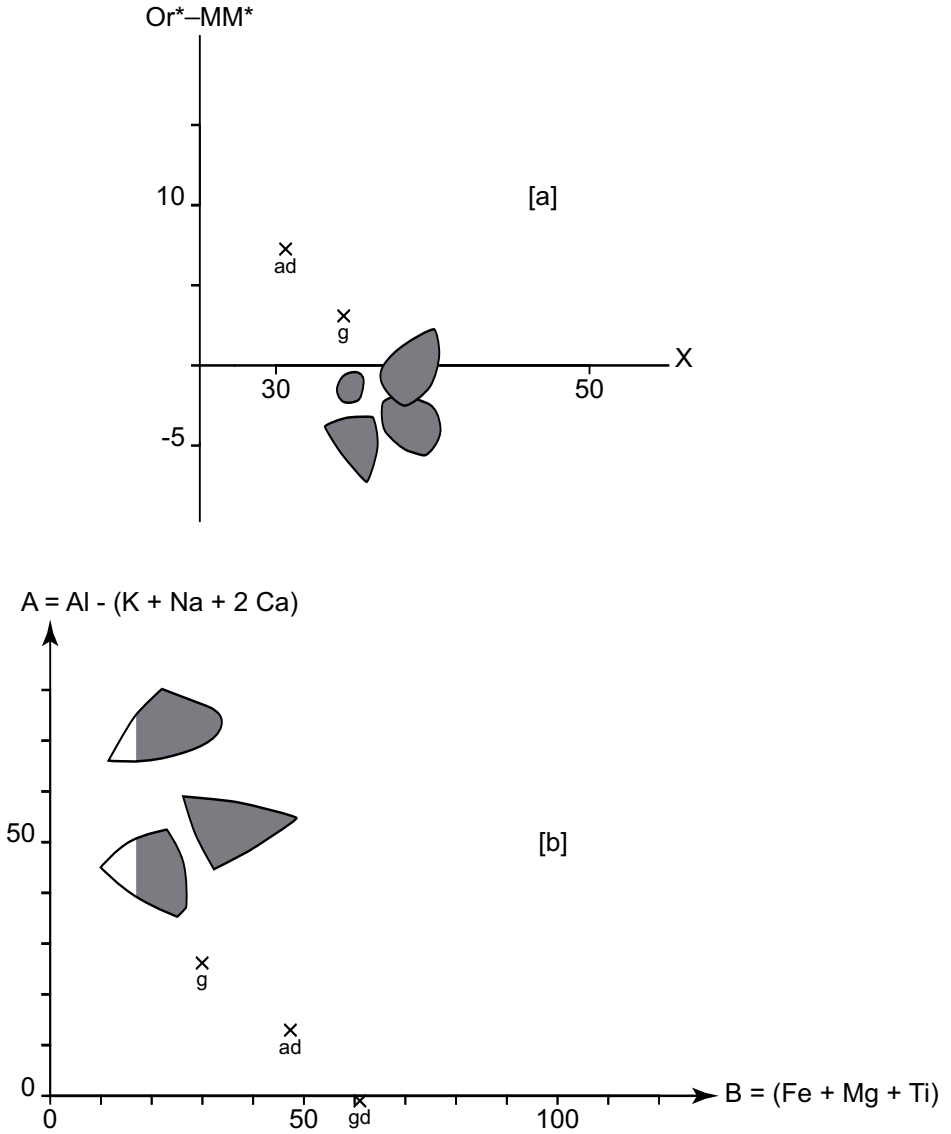 Or*–MM*
10
[a]
ad
g
X
30
50
-5
A = Al - (K + Na + 2 Ca)
50
[b]
g
ad
0
B = (Fe + Mg + Ti)
0
50
gd
100